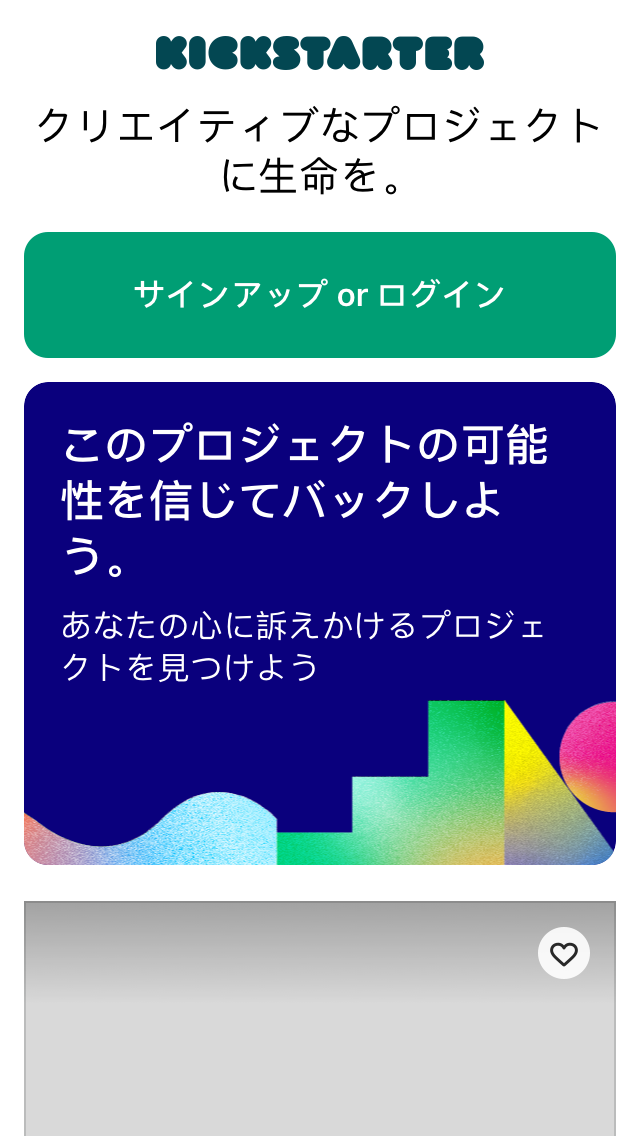 KICKSTARTER
クリエイティブなプロジェクト
に生命を。
サインアップ or ログイン
このプロジェクトの可能
性を信じてバックしよ
う。
あなたの心に訴えかけるプロジェ
クトを見つけよう